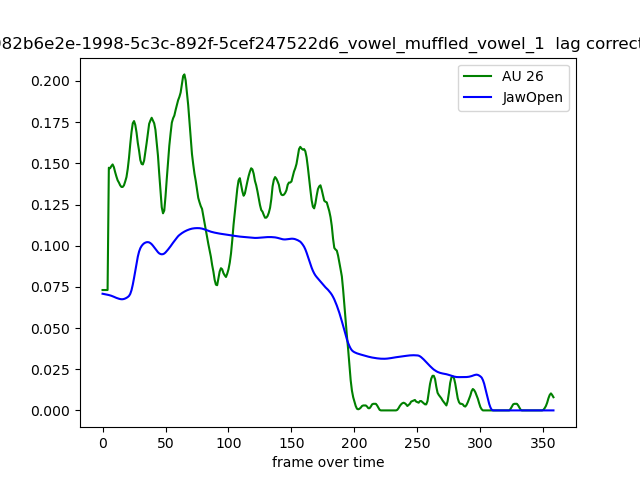 082b6e2e-1998-5c3c-892f-5cef247522d6_vowel_muffled_vowel_1 lag correct
AU 26
JawOpen
0.200
0.175
0.150
0.125
0.100
0.075
0.050
0.025
0.000
0 50 100 150 200 250 300 350
frame over time